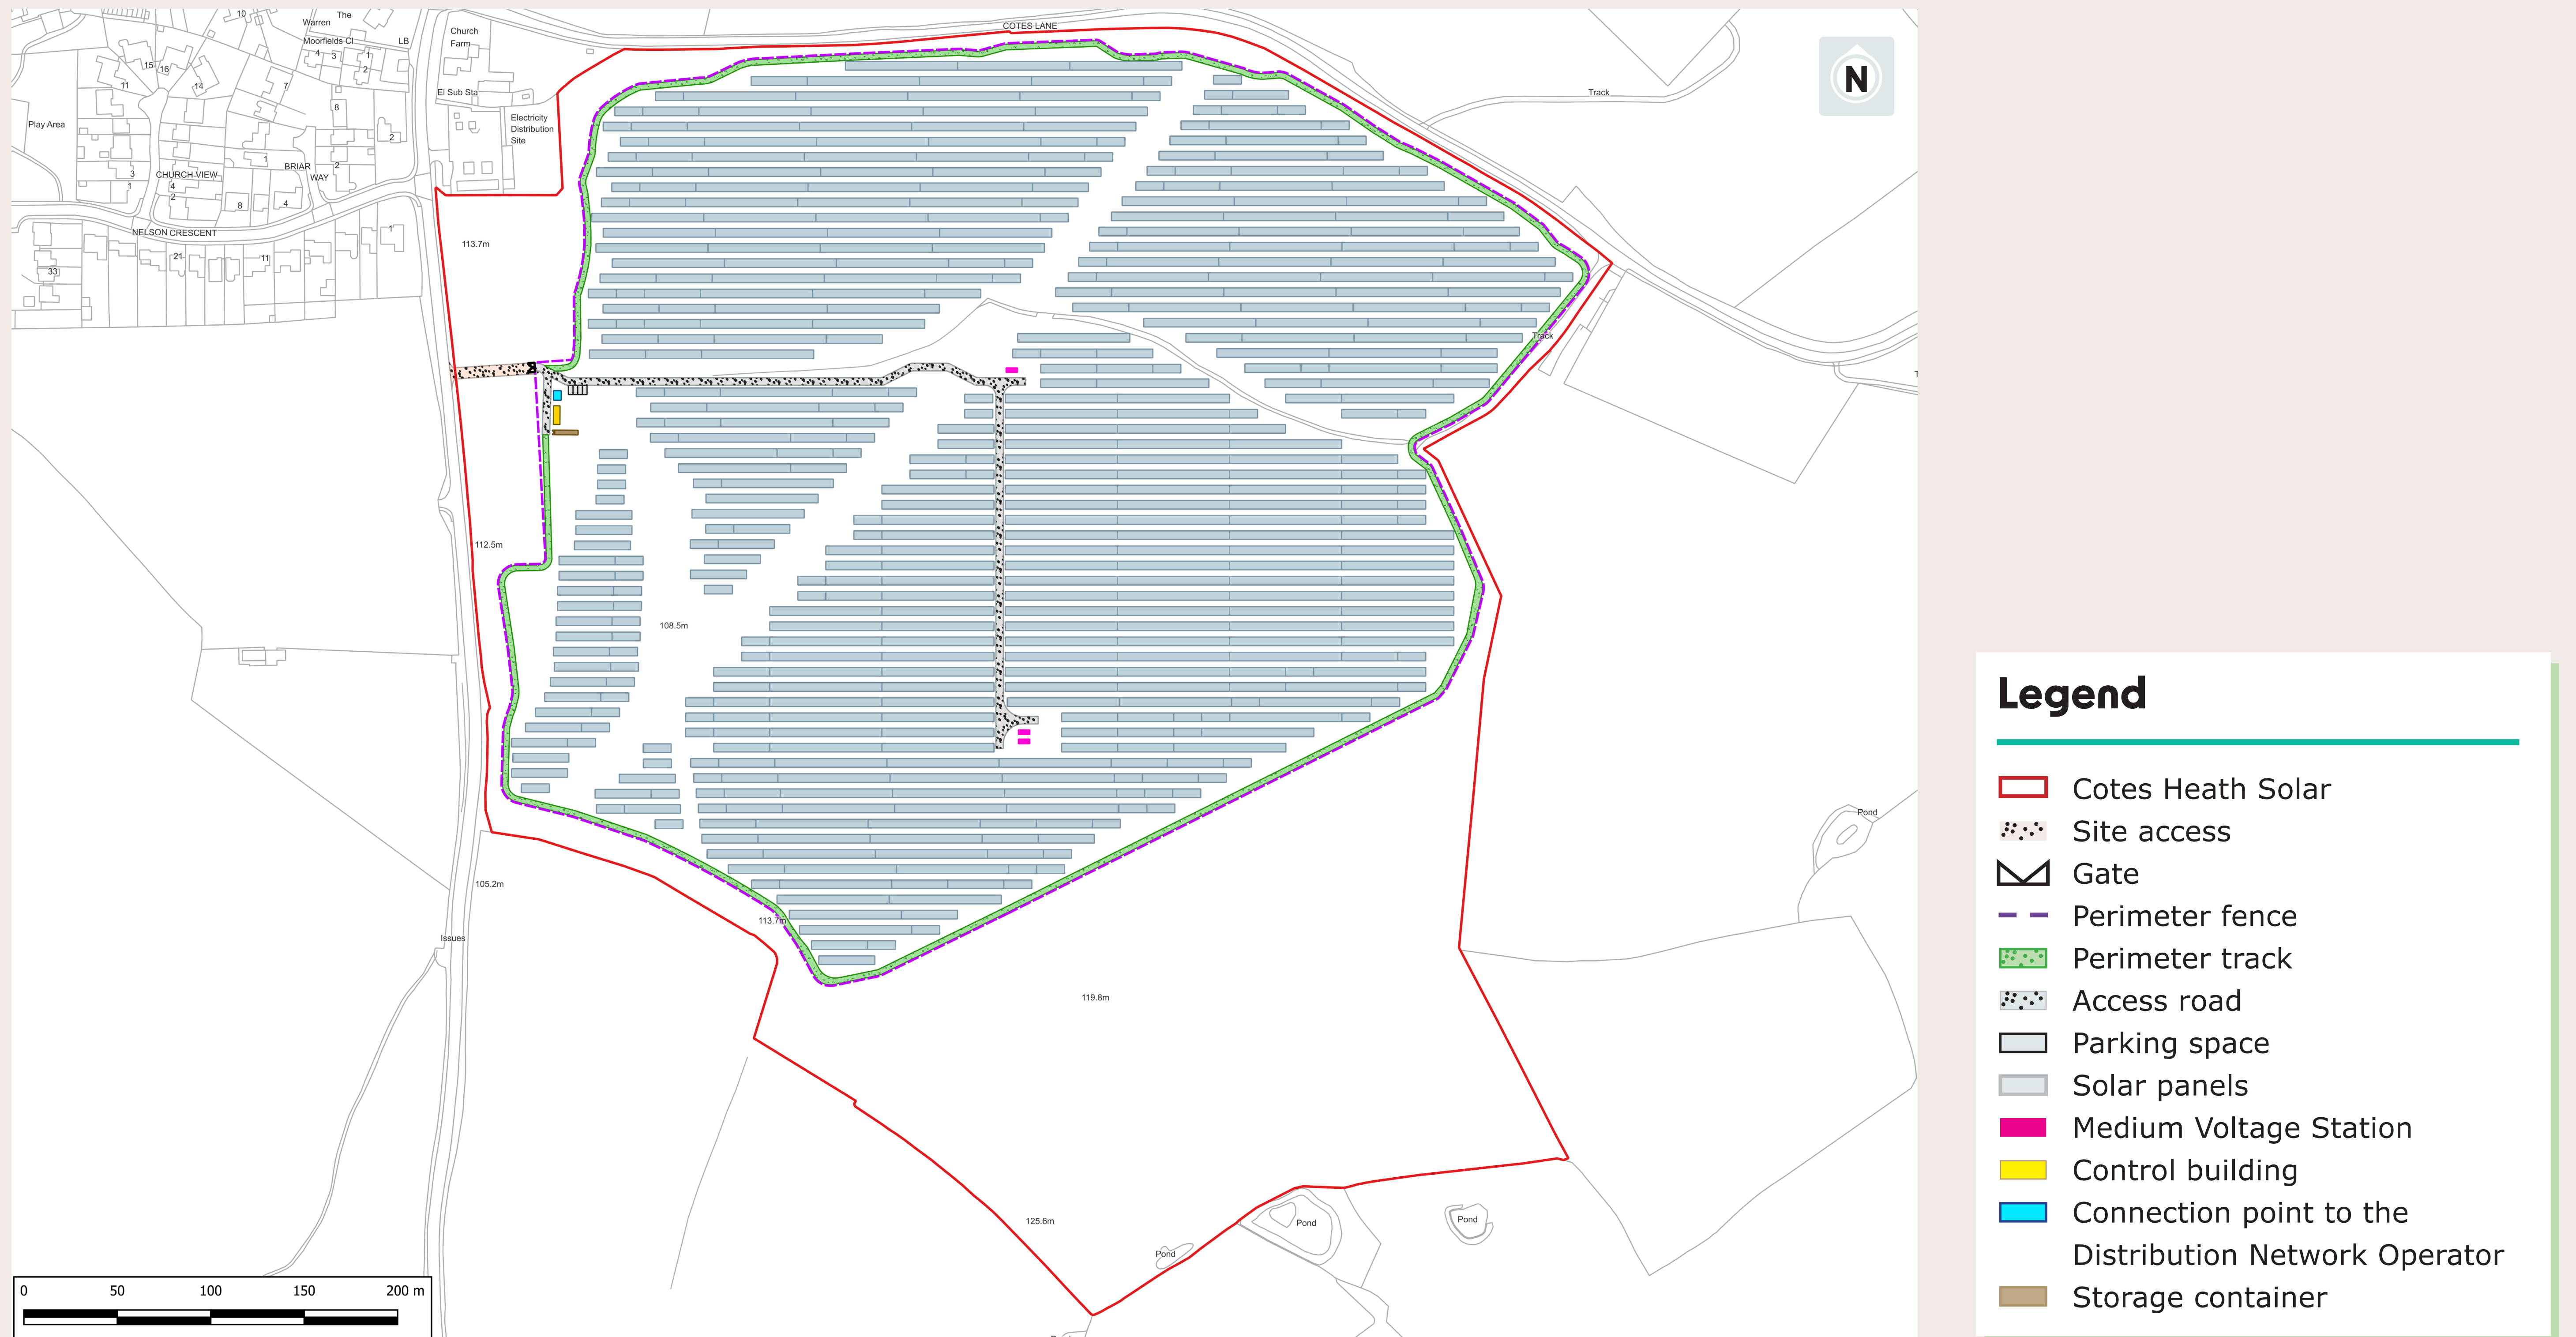 10
Warren
The
Moorfields Cl
4
3
1
2
LB
15
16
11
14
7
8
2
Play Area
1
BRIAR
WAY
2
3
1
CHURCH VIEW
4
2
8
4
NELSON CRESCENT
1
21
11
33
Church
Farm
El Sub Sta
Electricity
Distribution
Site
COTES LANE
Track
N
113.7m
Track
112.5m
108.5m
105.2m
113.7m
Issues
119.8m
125.6m
Pond
Pond
Pond
Pond
0 50 100 150 200 m
Legend
Cotes Heath Solar
Site access
Gate
Perimeter fence
Perimeter track
Access road
Parking space
Solar panels
Medium Voltage Station
Control building
Connection point to the
Distribution Network Operator
Storage container